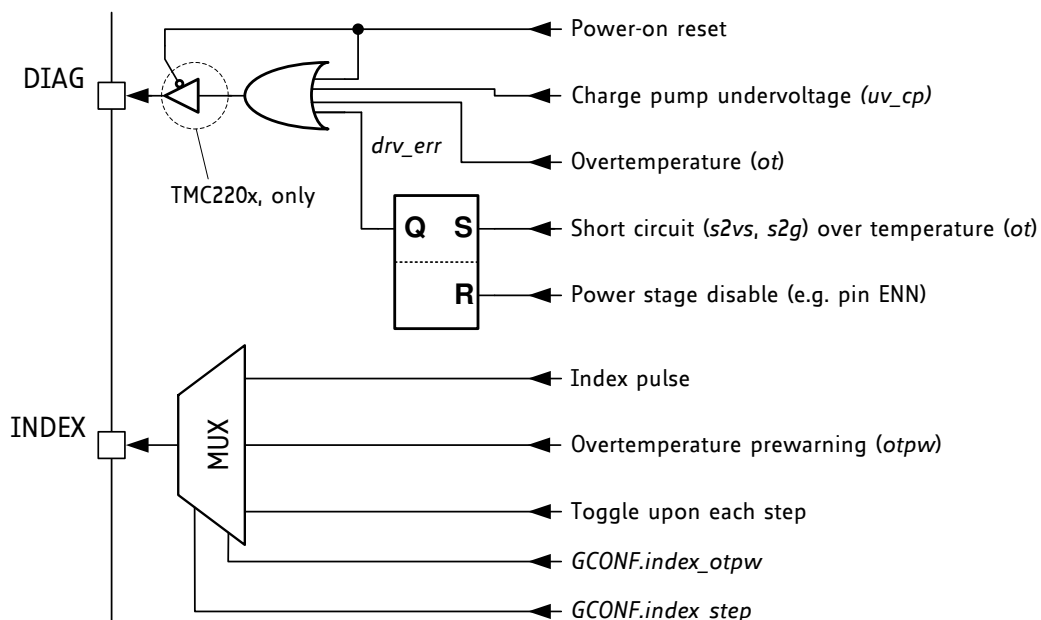 Power-on reset
DIAG
Charge pump undervoltage (uv_cp)
drv_err
Overtemperature (ot)
TMC220x, only
Q S
Short circuit (s2vs, s2g) over temperature (ot)
R
Power stage disable (e.g. pin ENN)
Index pulse
INDEX
MUX
Overtemperature prewarning (otpw)
Toggle upon each step
GCONF.index_otpw
GCONF.index step